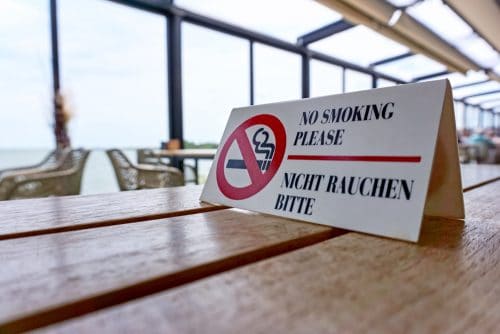 NO SMOKING
PLEASE
NICHT RAUCHEN
BITTE